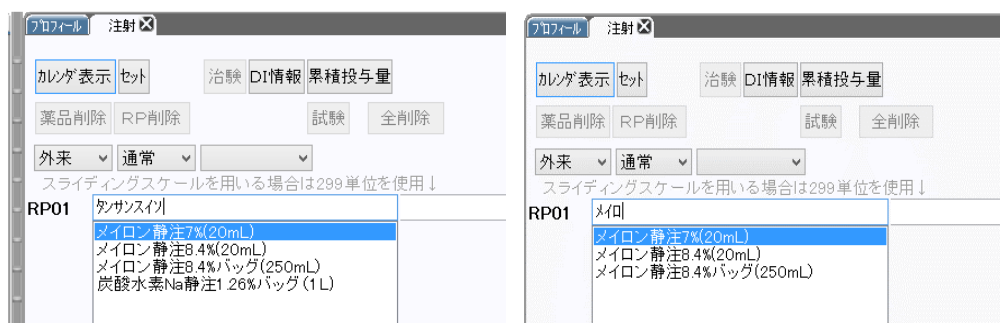 プロフィール 注射
カレンダ表示 セット 治験 DI情報 累積投与量
薬品削除 RP削除 試験 全削除
外来 通常
スライディングスケールを用いる場合は299単位を使用↓
RP01 タンサンスイソ
メイロン静注7%(20mL)
メイロン静注8.4%(20mL)
メイロン静注8.4%バッグ(250mL)
炭酸水素Na静注1.26%バッグ(1L)
プロフィール 注射
カレンダ表示 セット 治験 DI情報 累積投与量
薬品削除 RP削除 試験 全削除
外来 通常
スライディングスケールを用いる場合は299単位を使用↓
RP01 メイロ
メイロン静注7%(20mL)
メイロン静注8.4%(20mL)
メイロン静注8.4%バッグ(250mL)